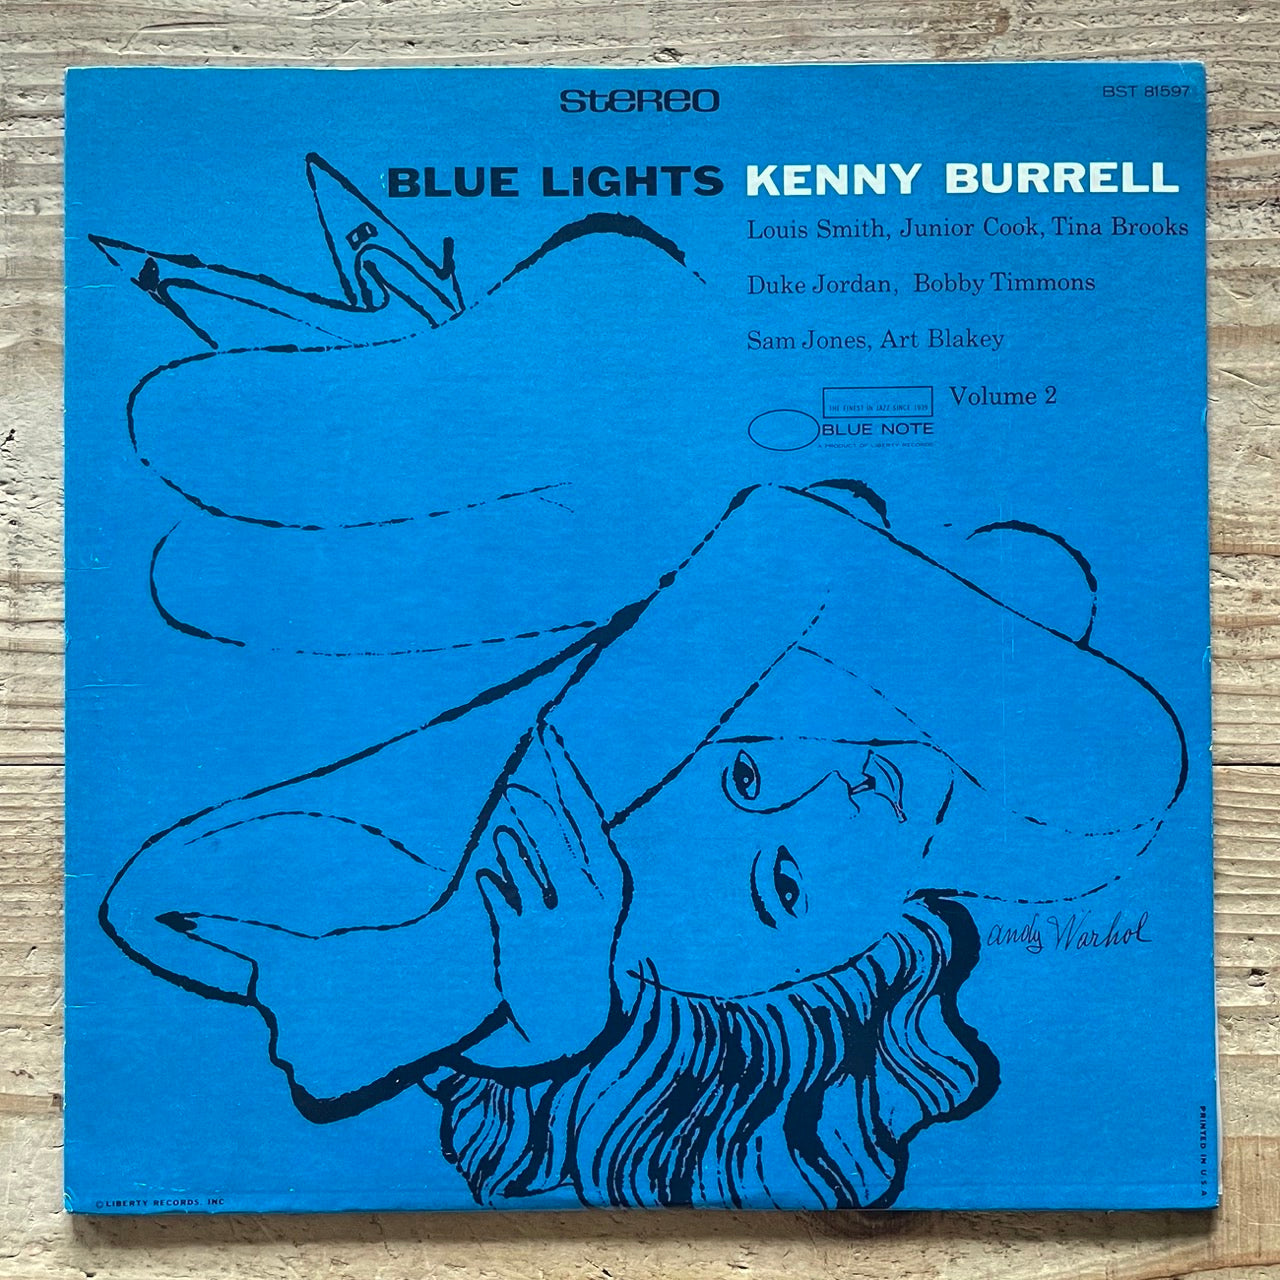 stereo
BST 81597
BLUE LIGHTS KENNY BURRELL
Louis Smith, Junior Cook, Tina Brooks
Duke Jordan, Bobby Timmons
Sam Jones, Art Blakey
Volume 2
THE FINEST IN JAZZ SINCE 1939
BLUE NOTE
A PRODUCT OF LIBERTY RECORDS
andy Warhol
PRINTED IN U.S.A
© LIBERTY RECORDS, INC